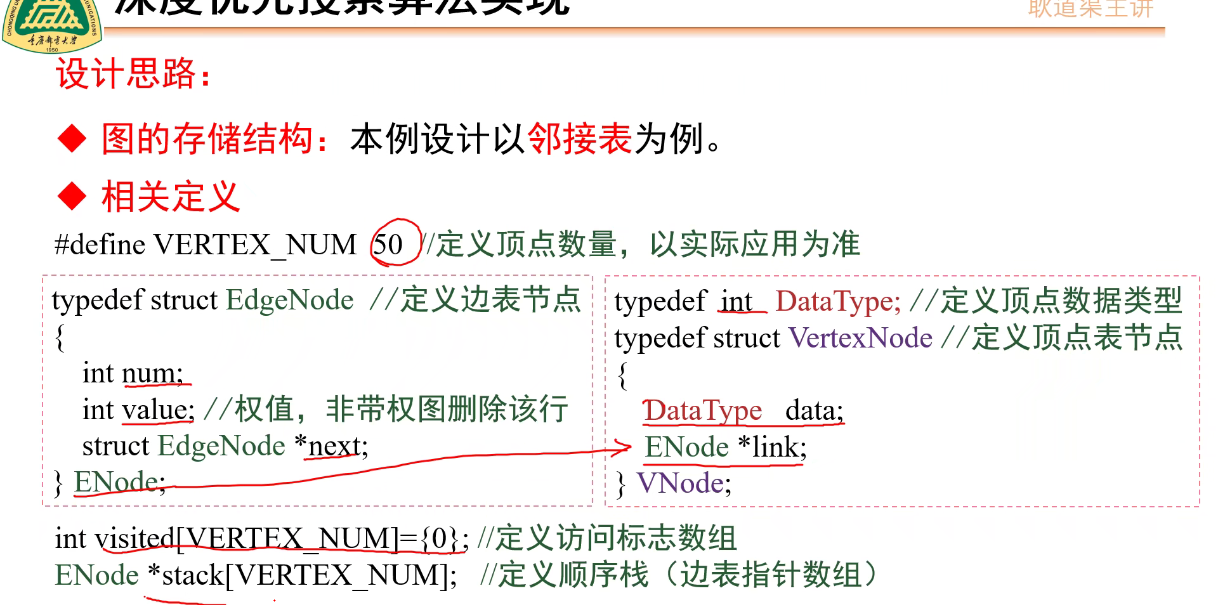 深度优先搜索算法实现
耿道渠主讲
1950
设计思路：
◆ 图的存储结构：本例设计以邻接表为例。
◆ 相关定义
#define VERTEX_NUM 50 //定义顶点数量，以实际应用为准
typedef struct EdgeNode //定义边表节点
{
int num;
int value; //权值，非带权图删除该行
struct EdgeNode *next;
} ENode;
typedef int DataType; //定义顶点数据类型
typedef struct VertexNode //定义顶点表节点
{
DataType data;
ENode *link;
} VNode;
int visited[VERTEX_NUM]={0}; //定义访问标志数组
ENode *stack[VERTEX_NUM]; //定义顺序栈（边表指针数组）